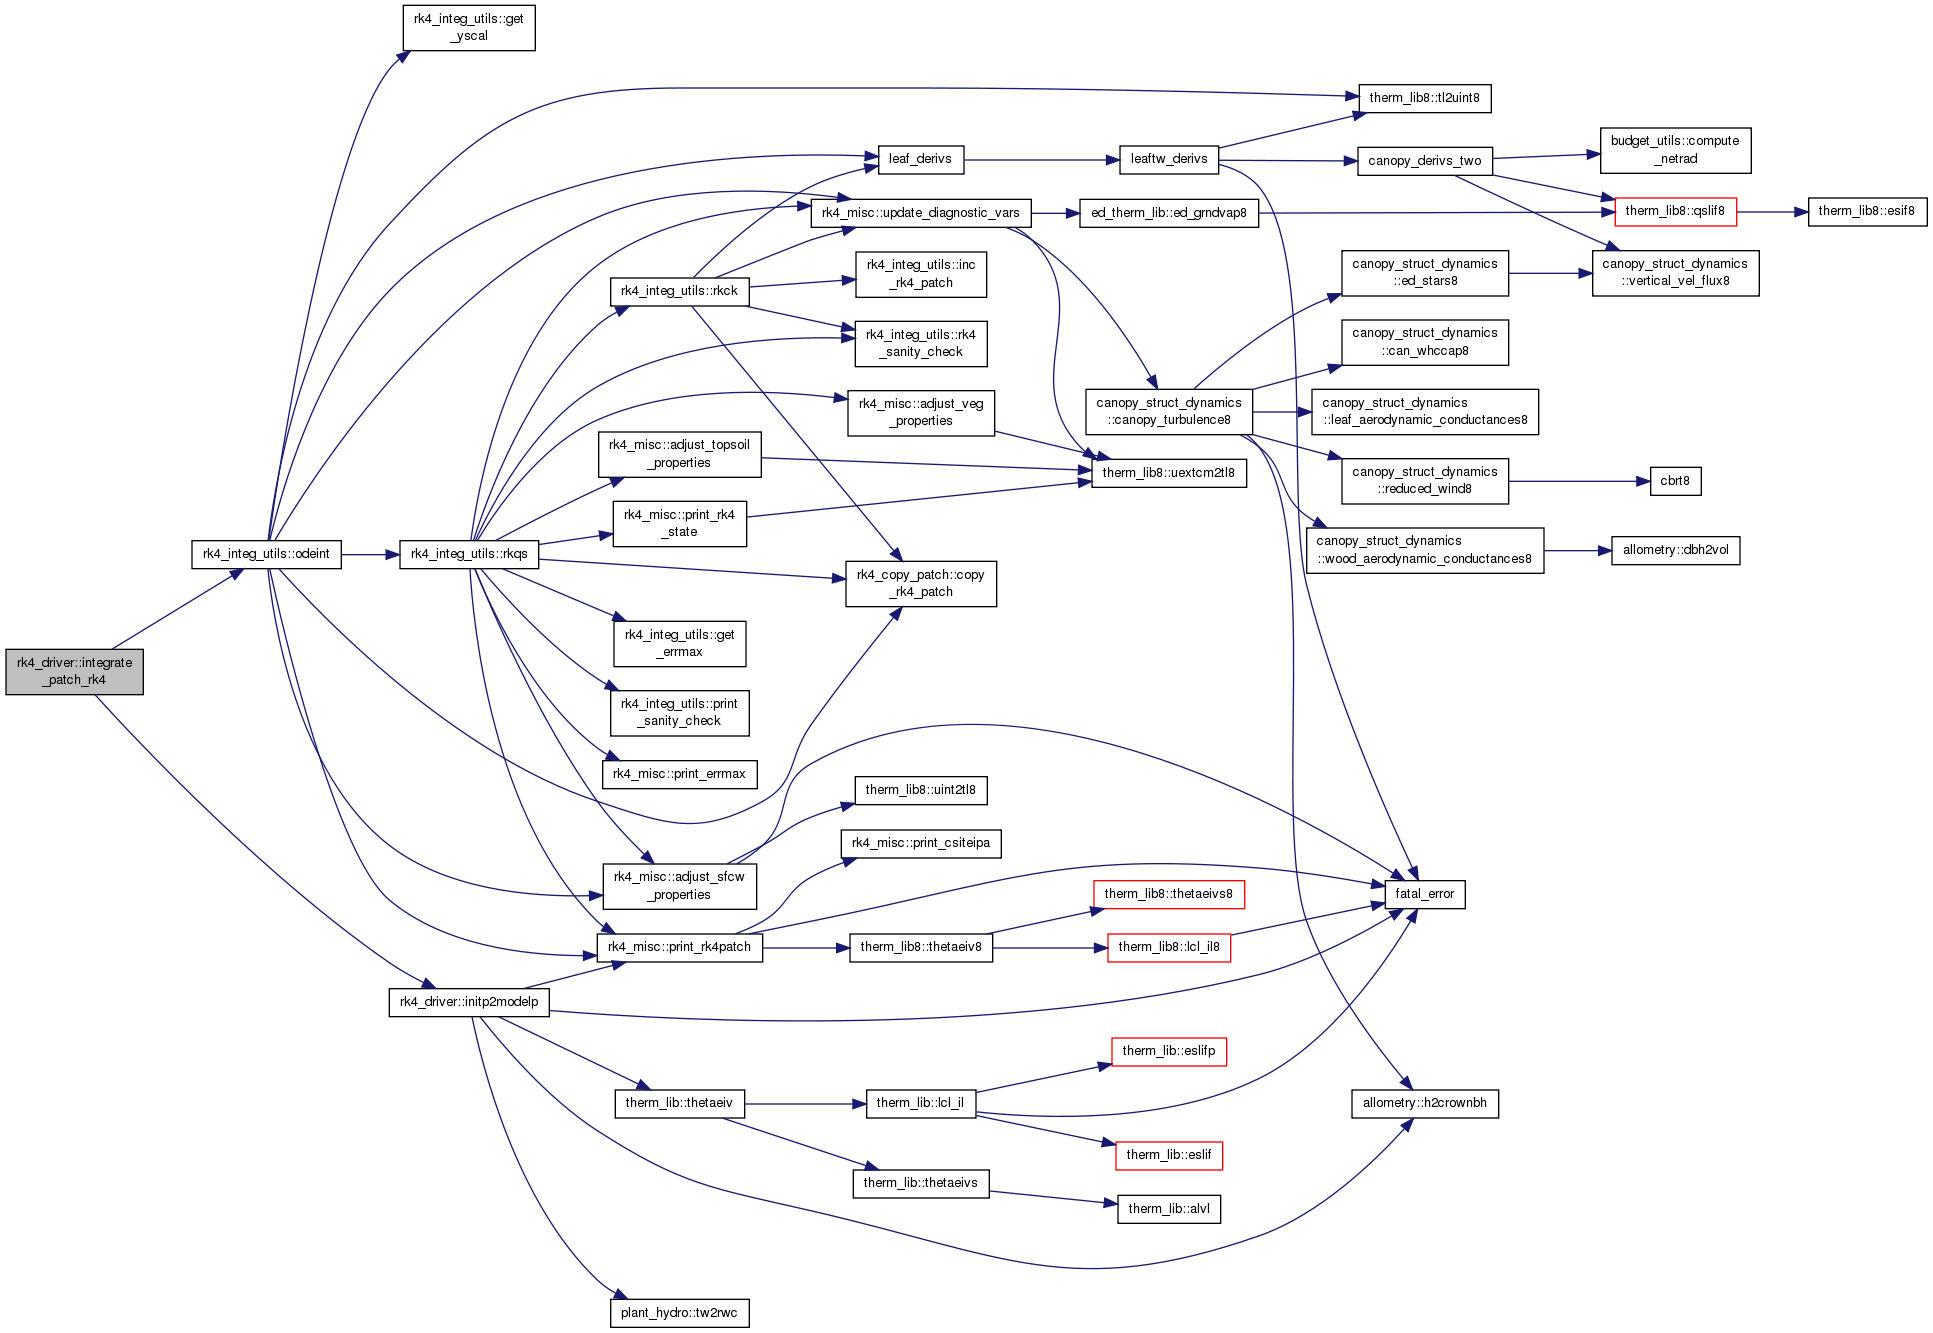 rk4_integ_utils::get
_yscal
therm_lib8::tl2uint8
budget_utils::compute
_netrad
leaf_derivs
leaftw_derivs
canopy_derivs_two
rk4_misc::update_diagnostic_vars
ed_therm_lib::ed_grndvap8
therm_lib8::qslif8
therm_lib8::esif8
rk4_integ_utils::inc
_rk4_patch
canopy_struct_dynamics
::ed_stars8
canopy_struct_dynamics
::vertical_vel_flux8
rk4_integ_utils::rkck
rk4_integ_utils::rk4
_sanity_check
canopy_struct_dynamics
::can_whccap8
rk4_misc::adjust_veg
_properties
canopy_struct_dynamics
::canopy_turbulence8
canopy_struct_dynamics
::leaf_aerodynamic_conductances8
rk4_misc::adjust_topsoil
_properties
therm_lib8::uextcm2tl8
canopy_struct_dynamics
::reduced_wind8
cbrt8
rk4_misc::print_rk4
_state
canopy_struct_dynamics
::wood_aerodynamic_conductances8
allometry::dbh2vol
rk4_integ_utils::odeint
rk4_integ_utils::rkqs
rk4_copy_patch::copy
_rk4_patch
rk4_integ_utils::get
_errmax
rk4_driver::integrate
_patch_rk4
rk4_integ_utils::print
_sanity_check
rk4_misc::print_errmax
therm_lib8::uint2tl8
rk4_misc::print_csiteipa
rk4_misc::adjust_sfcw
_properties
therm_lib8::thetaeivs8
fatal_error
rk4_misc::print_rk4patch
therm_lib8::thetaeiv8
therm_lib8::lcl_il8
rk4_driver::initp2modelp
therm_lib::eslifp
therm_lib::thetaeiv
therm_lib::lcl_il
allometry::h2crownbh
therm_lib::eslif
therm_lib::thetaeivs
therm_lib::alvl
plant_hydro::tw2rwc